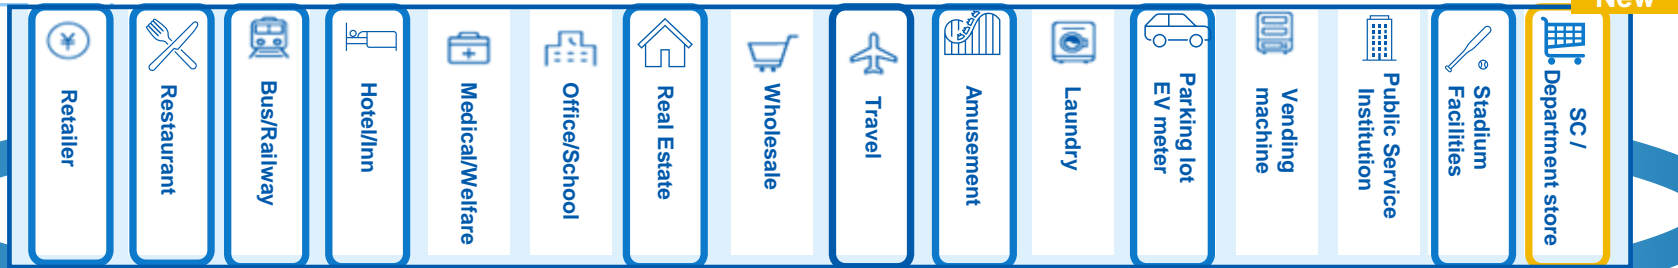 New
¥
Retailer
Restaurant
Bus/Railway
Hotel/Inn
Medical/Welfare
Office/School
Real Estate
Wholesale
Travel
Amusement
Laundry
Parking lot
EV meter
Vending
machine
Public Service
Institution
Stadium
Facilities
SC /
Department store